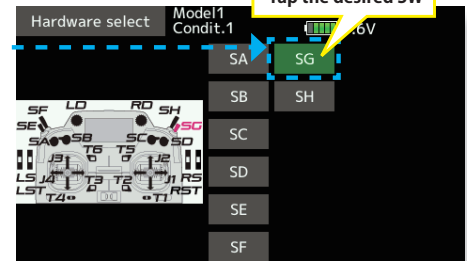 Tap the desired SW
Hardware select
Model1
Condit.1
6V
SA SG
SB SH
SC
SD
SE
SF
SF LD RD SH
SE SG
SA SB SC SD
T6 T5
J3 J2
LS J4 T3 T2 J1 RS
LST RST
T4 T1